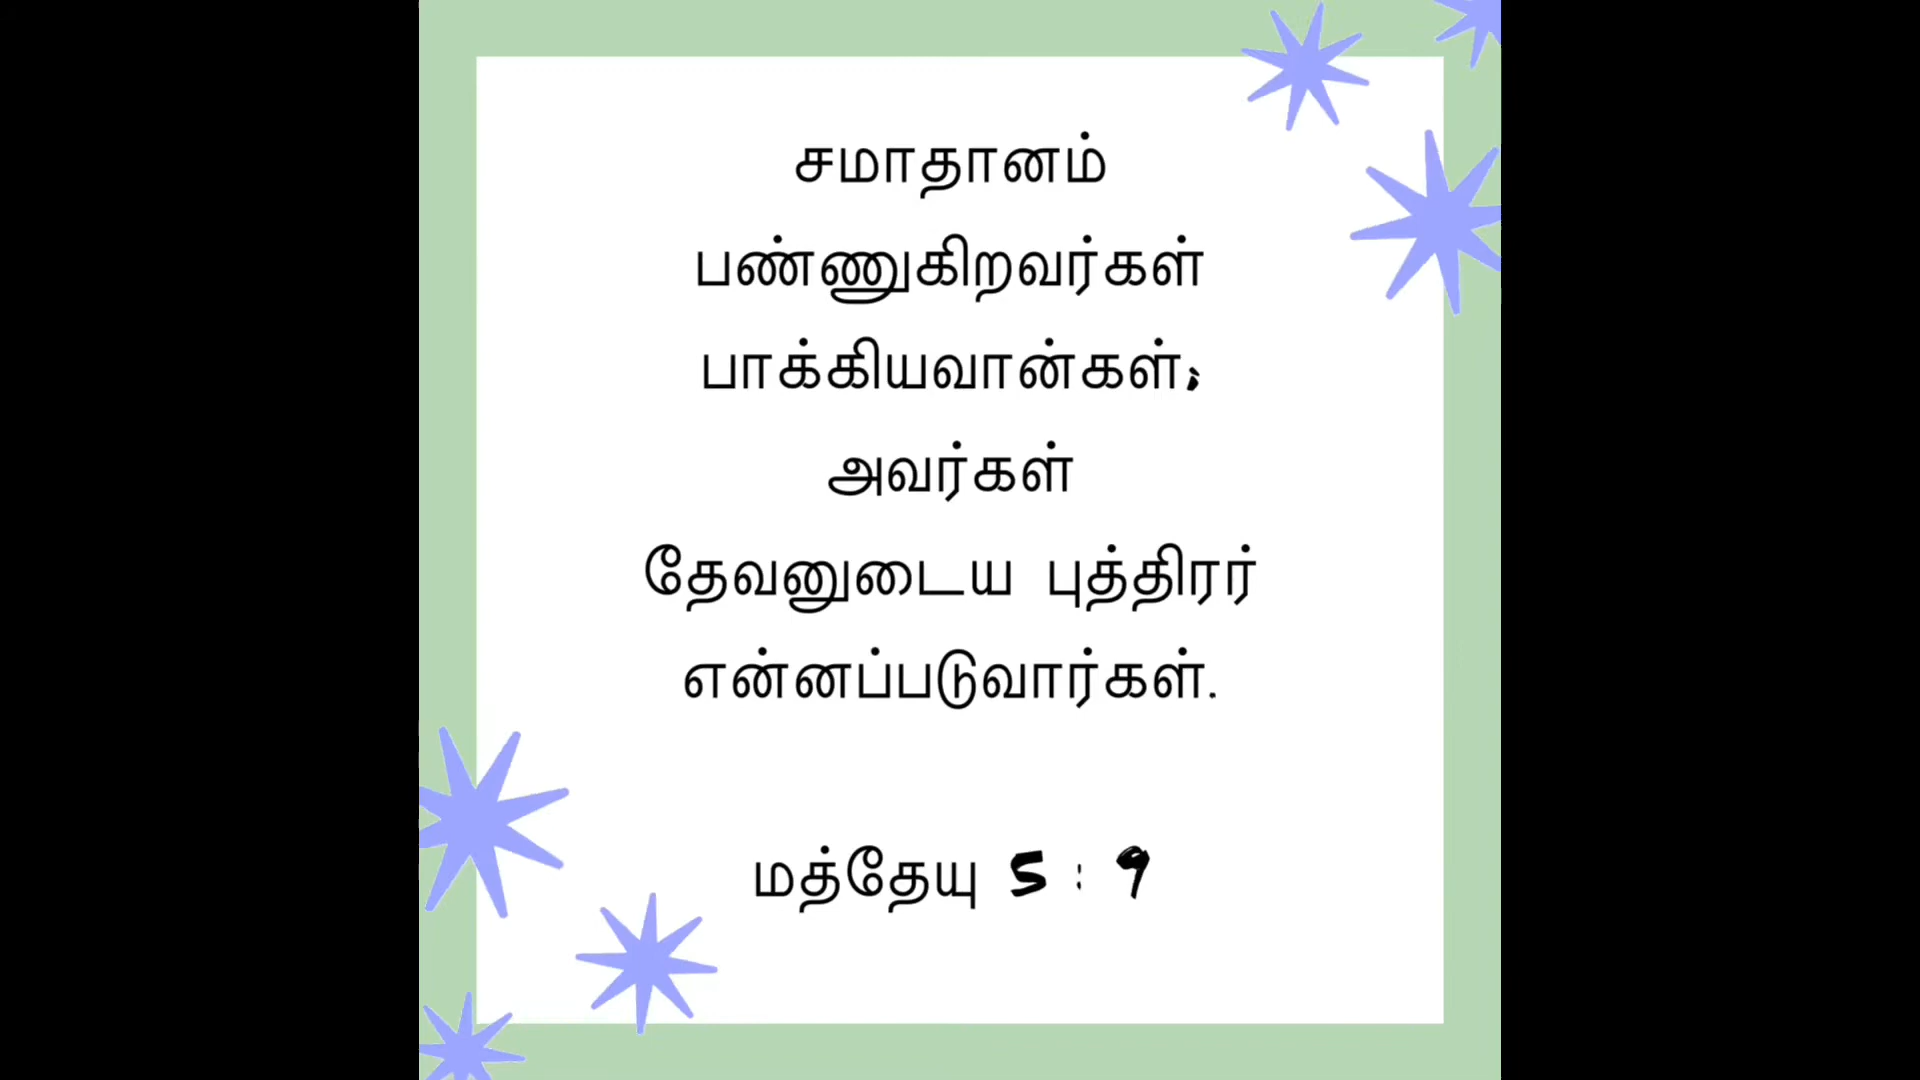 சமாதானம்
பண்ணுகிறவர்கள்
பாக்கியவான்கள்;
அவர்கள்
தேவனுடைய புத்திரர்
என்னப்படுவார்கள்.
மத்தேயு 5 : 9